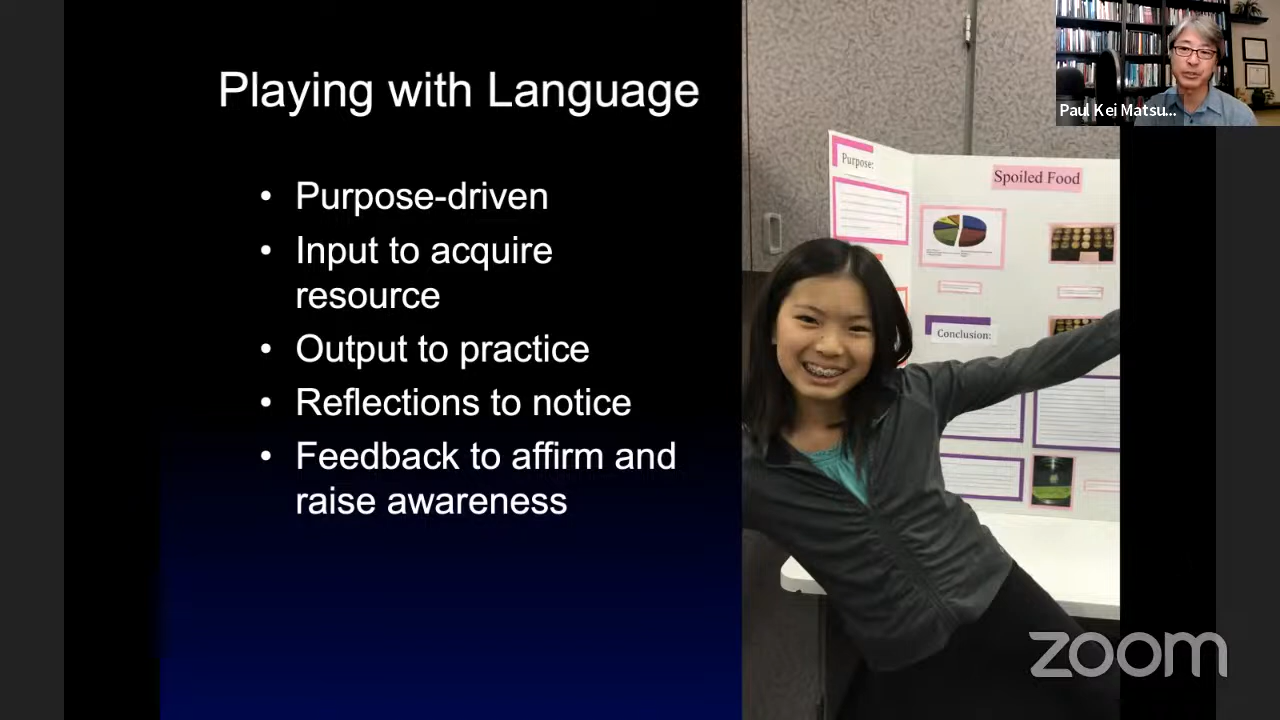 Playing with Language
• Purpose-driven
• Input to acquire
resource
• Output to practice
• Reflections to notice
• Feedback to affirm and
raise awareness
Purpose:
Spoiled Food
Conclusion:
Paul Kei Matsu...
zoom